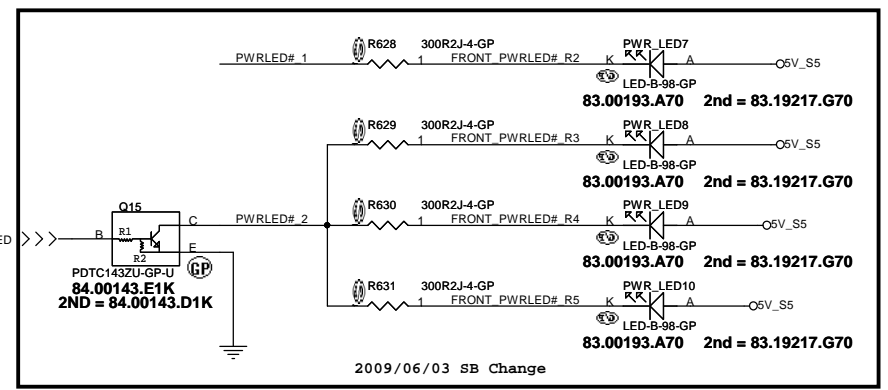 R628 300R2J-4-GP PWR_LED7
PWRLED#_1 1 FRONT_PWRLED#_R2 K A 5V_S5
LED-B-98-GP
83.00193.A70 2nd = 83.19217.G70
R629 300R2J-4-GP PWR_LED8
1 FRONT_PWRLED#_R3 K A 5V_S5
LED-B-98-GP
83.00193.A70 2nd = 83.19217.G70
Q15 R630 300R2J-4-GP PWR_LED9
ED B R1 C PWRLED#_2 1 FRONT_PWRLED#_R4 K A 5V_S5
R2 E LED-B-98-GP
PDTC143ZU-GP-U GP 83.00193.A70 2nd = 83.19217.G70
84.00143.E1K
2ND = 84.00143.D1K
R631 300R2J-4-GP PWR_LED10
1 FRONT_PWRLED#_R5 K A 5V_S5
LED-B-98-GP
83.00193.A70 2nd = 83.19217.G70
2009/06/03 SB Change